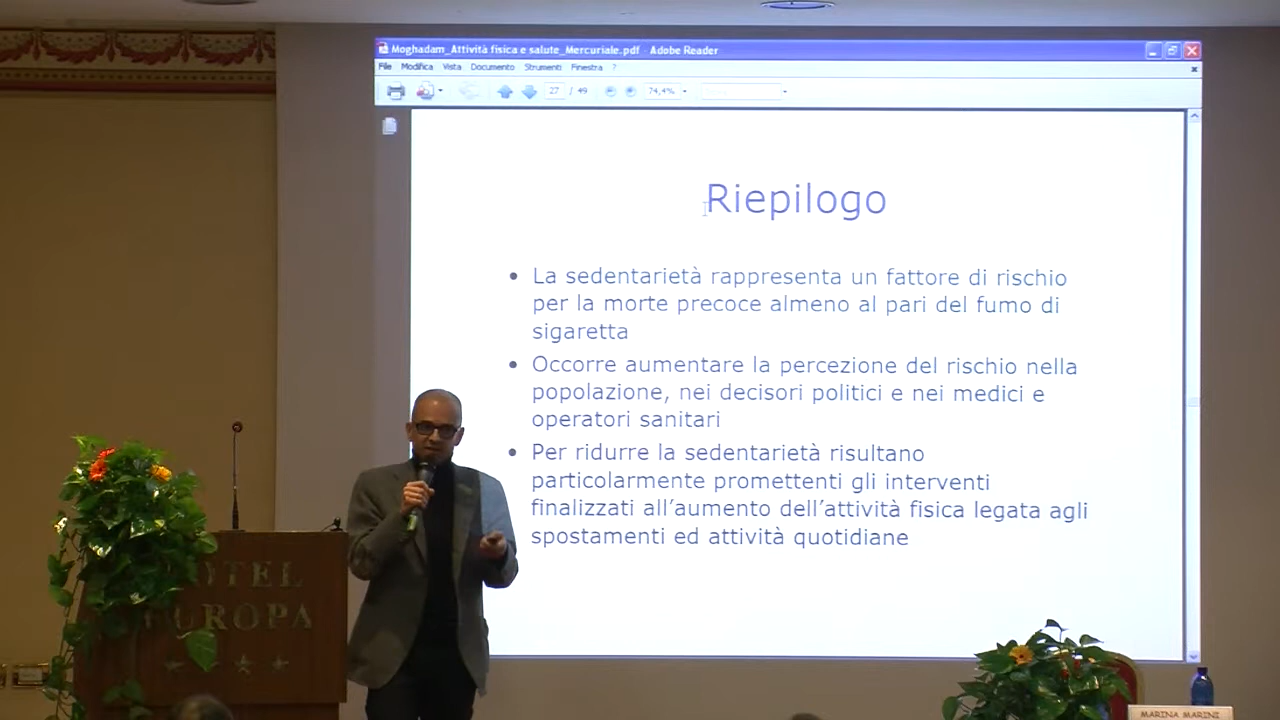 Moghadam_Attività fisica e salute_Mercuriale.pdf - Adobe Reader
File Modifica Vista Documento Strumenti Finestra ?
27 / 49 74,4%
Riepilogo
• La sedentarietà rappresenta un fattore di rischio
per la morte precoce almeno al pari del fumo di
sigaretta
• Occorre aumentare la percezione del rischio nella
popolazione, nei decisori politici e nei medici e
operatori sanitari
• Per ridurre la sedentarietà risultano
particolarmente promettenti gli interventi
finalizzati all’aumento dell’attività fisica legata agli
spostamenti ed attività quotidiane
HOTEL
EUROPA
MARINA MARINI